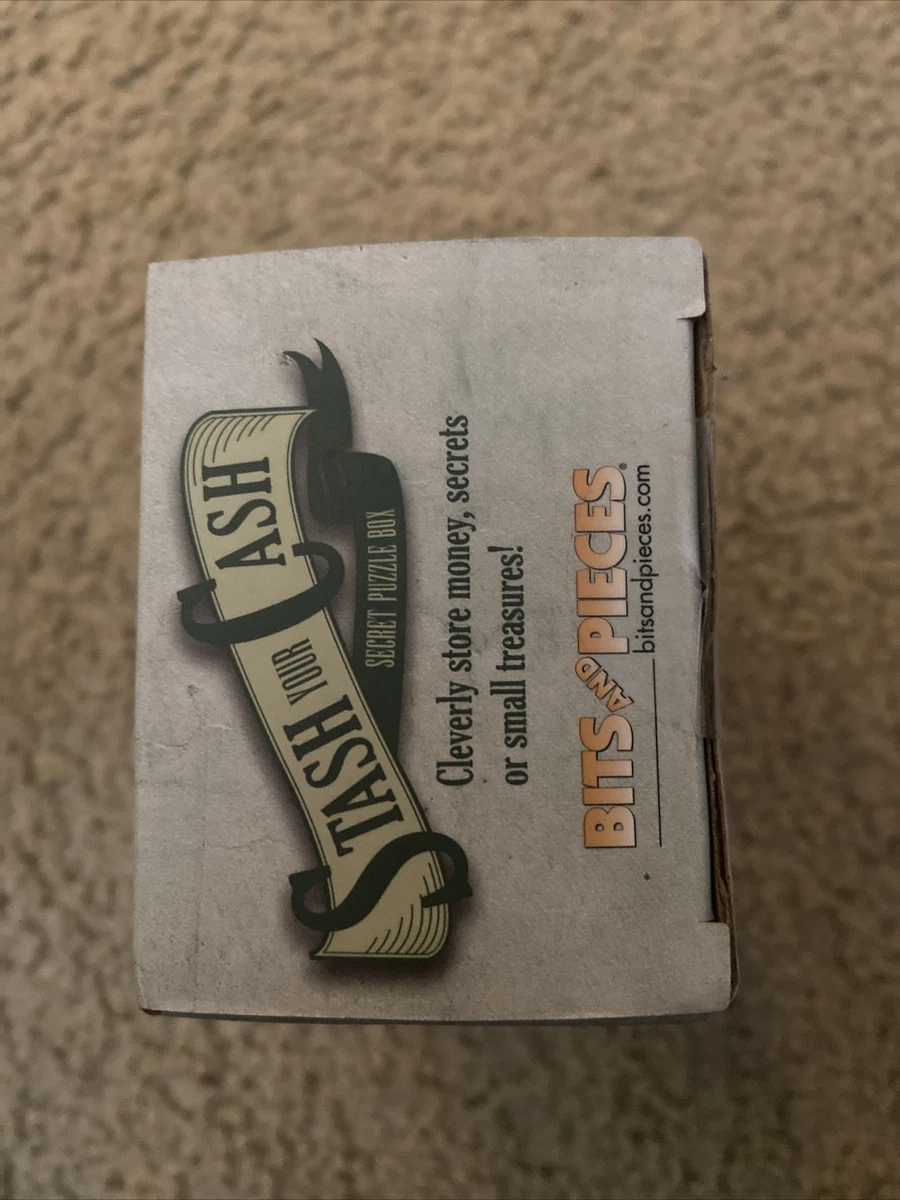 STASH YOUR CASH
SECRET PUZZLE BOX
Cleverly store money, secrets
or small treasures!
BITS AND PIECES®
bitsandpieces.com